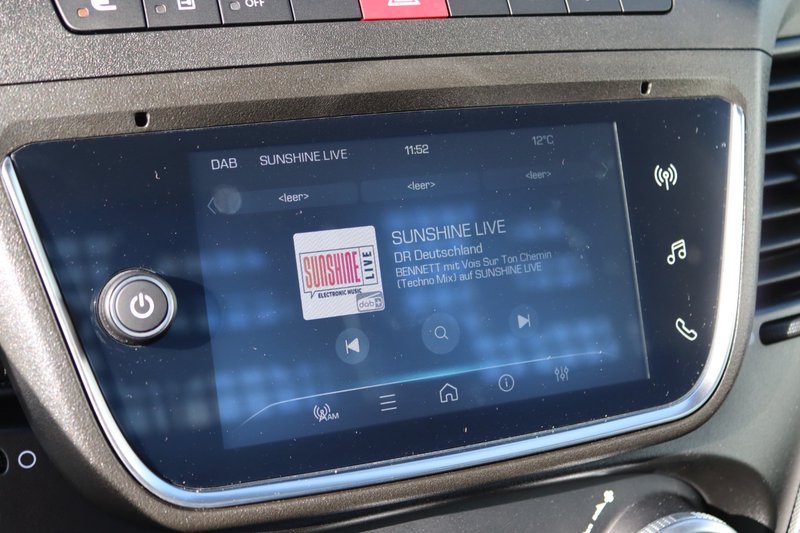 OFF
DAB SUNSHINE LIVE 11:52 12°C
<leer> <leer> <leer>
SUNSHINE LIVE
DR Deutschland
BENNETT mit Vois Sur Ton Chemin
(Techno Mix) auf SUNSHINE LIVE
SUNSHINE
LIVE
ELECTRONIC MUSIC
dab+
AM